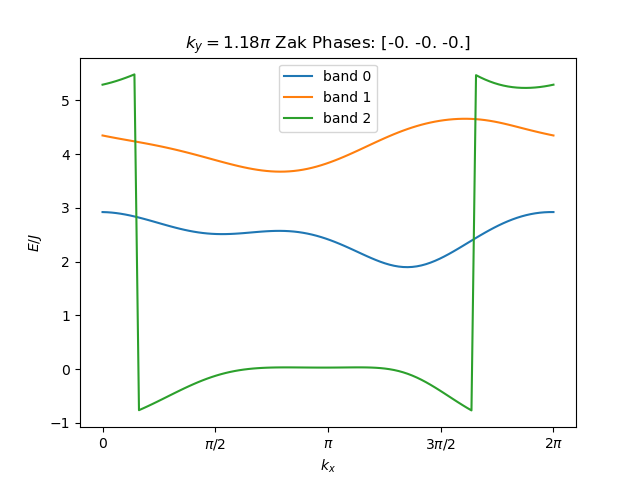 k_y = 1.18π Zak Phases: [-0. -0. -0.]
band 0
band 1
band 2
E/J
5
4
3
2
1
0
−1
0
π/2
π
3π/2
2π
k_x